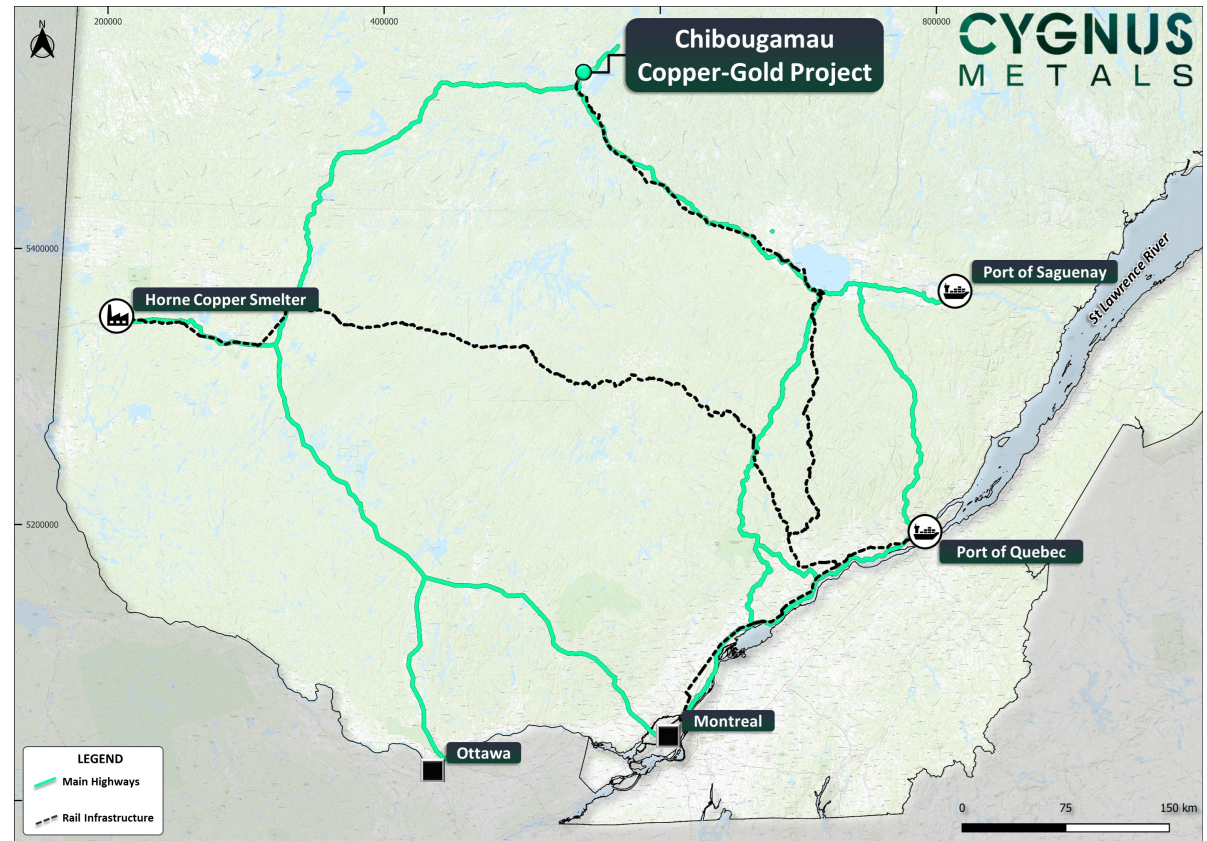 N
200000
400000
800000
CYGNUS
METALS
Chibougamau
Copper-Gold Project
5400000
Port of Saguenay
Horne Copper Smelter
St Lawrence River
5200000
Port of Quebec
Montreal
Ottawa
LEGEND
Main Highways
Rail Infrastructure
0 75 150 km